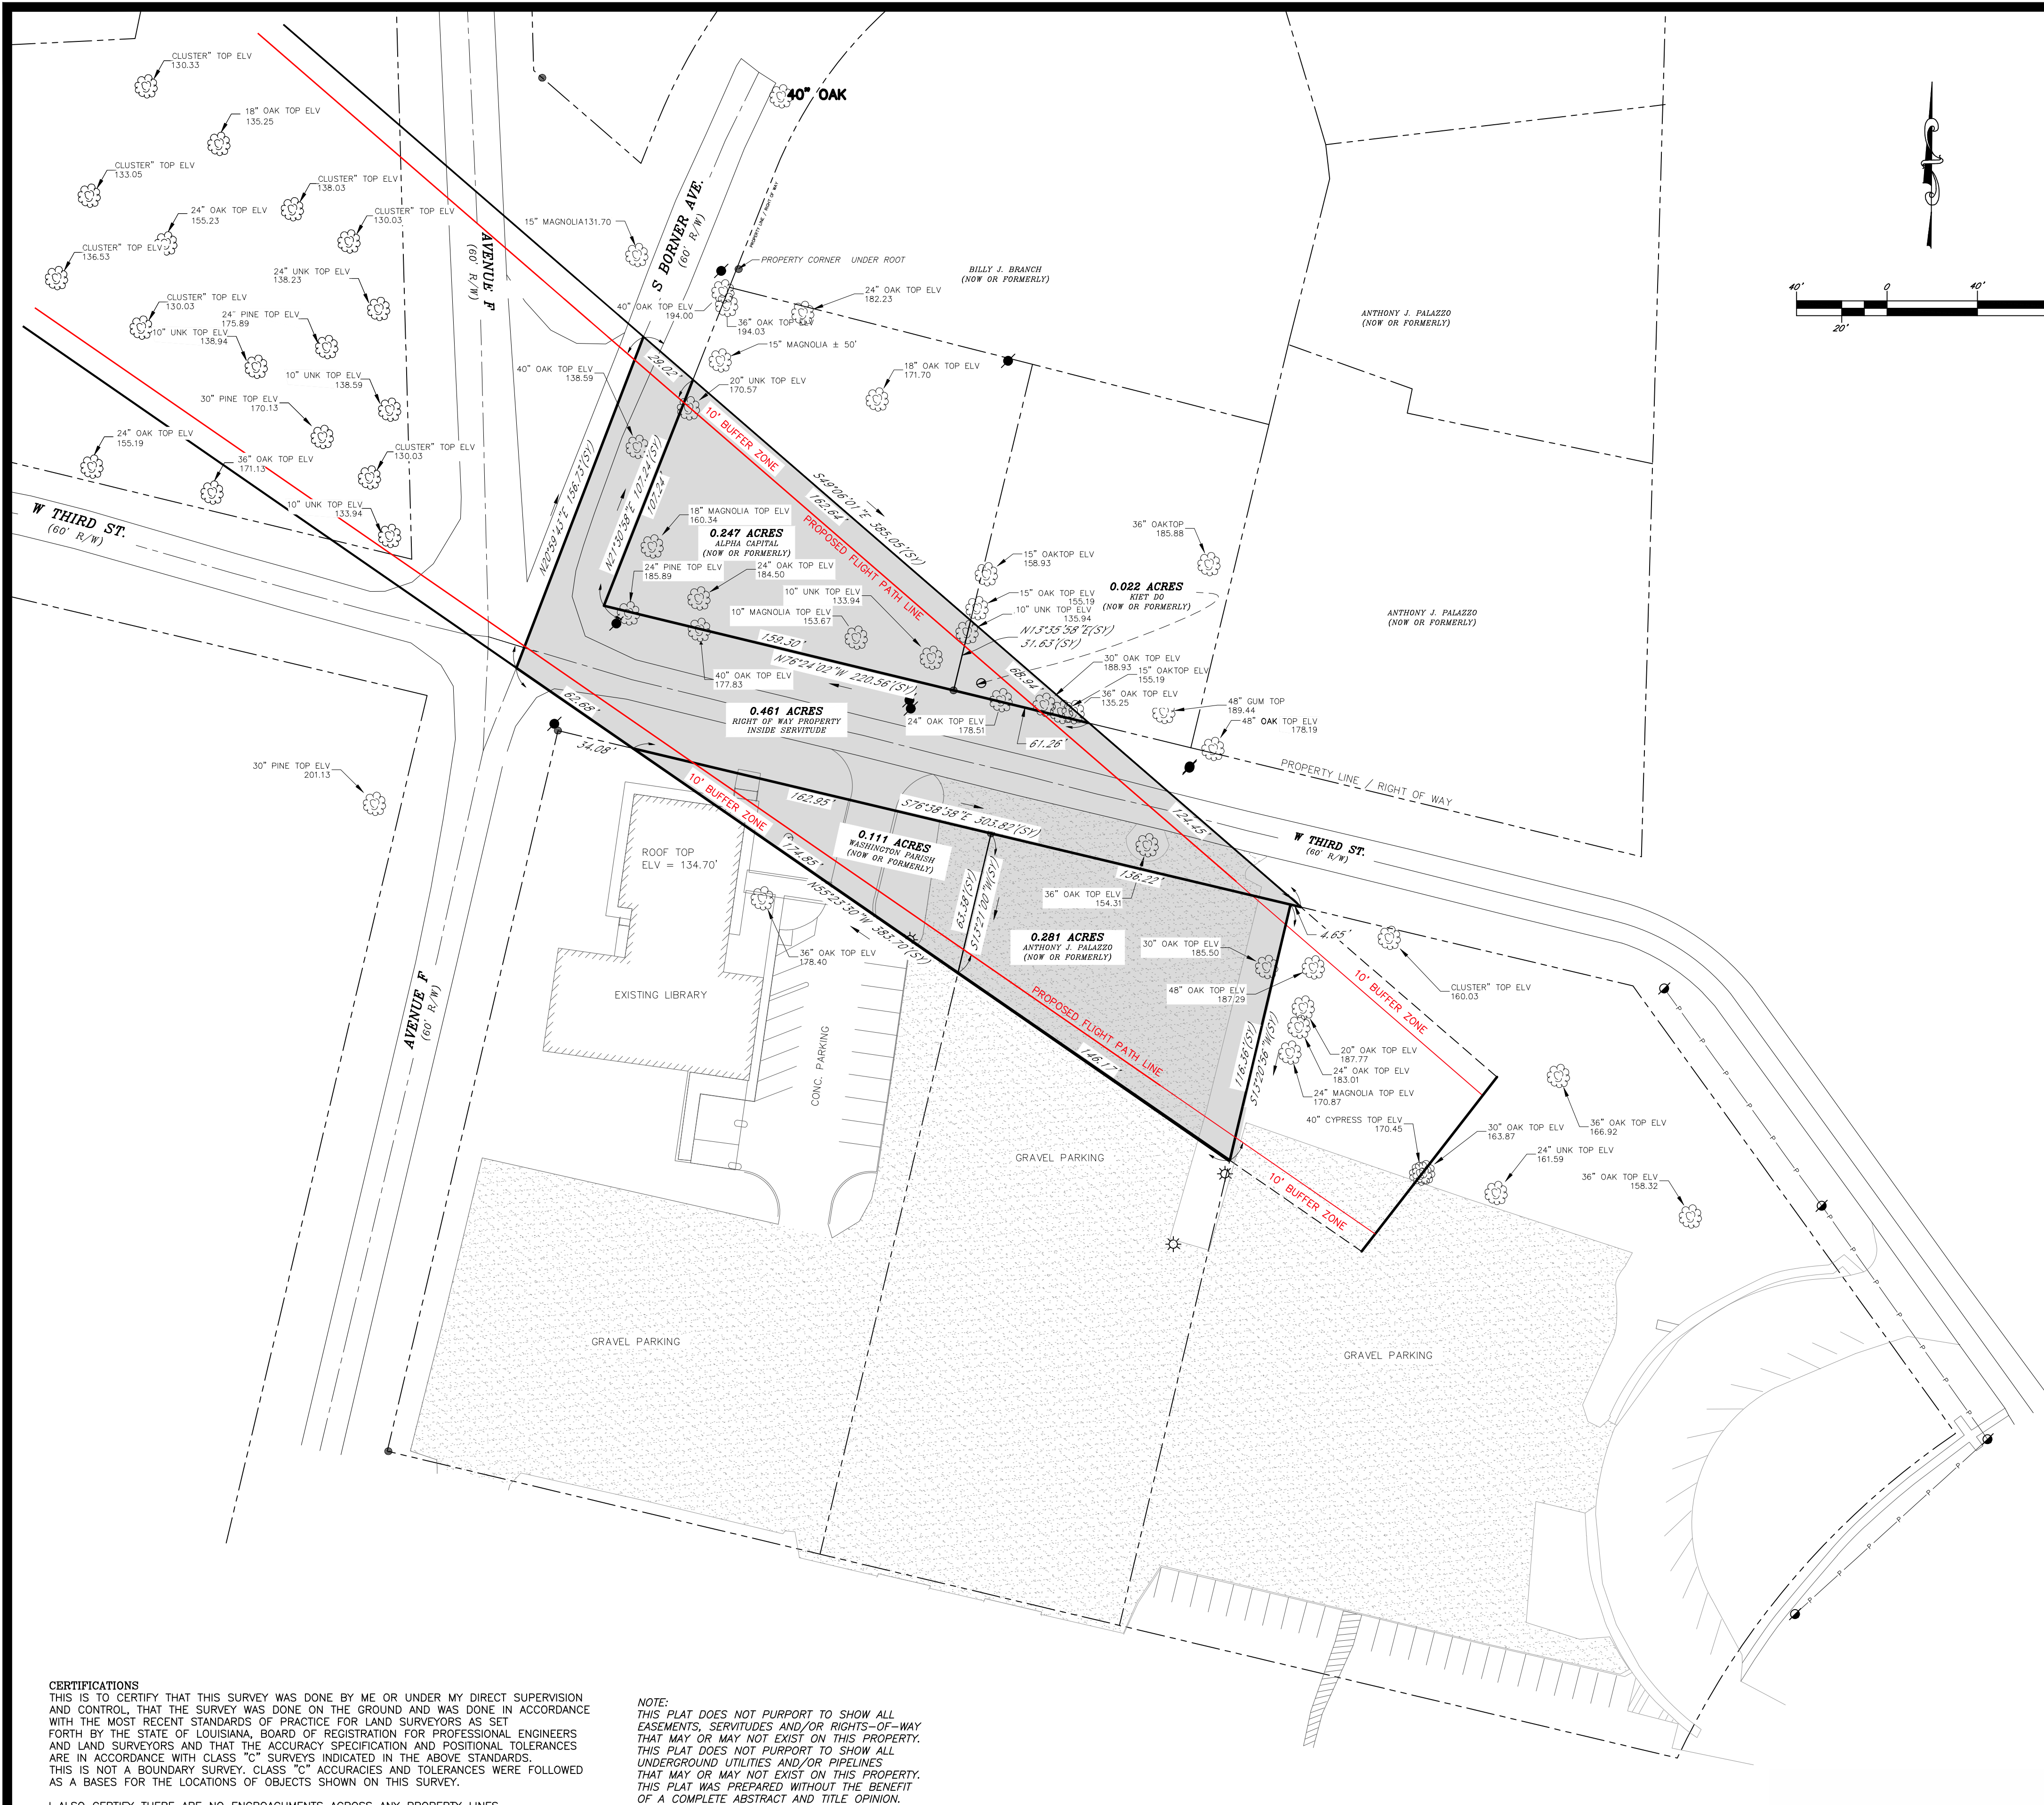 CLUSTER" TOP ELV
130.33
18" OAK TOP ELV
135.25
CLUSTER" TOP ELV
133.05
CLUSTER" TOP ELV
138.03
24" OAK TOP ELV
155.23
CLUSTER" TOP ELV
130.03
CLUSTER" TOP ELV
136.53
24" UNK TOP ELV
138.23
CLUSTER" TOP ELV
130.03
24" PINE TOP ELV
175.89
10" UNK TOP ELV
138.94
10" UNK TOP ELV
138.59
30" PINE TOP ELV
170.13
24" OAK TOP ELV
155.19
CLUSTER" TOP ELV
130.03
36" OAK TOP ELV
171.13
10" UNK TOP ELV
133.94
W THIRD ST.
(60' R/W)
AVENUE F
(60' R/W)
40" OAK
S BORNER AVE.
(60' R/W)
PROPERTY LINE / RIGHT OF WAY
15" MAGNOLIA131.70
PROPERTY CORNER UNDER ROOT
BILLY J. BRANCH
(NOW OR FORMERLY)
40" OAK TOP ELV
194.00
24" OAK TOP ELV
182.23
36" OAK TOP ELV
194.03
15" MAGNOLIA ± 50'
ANTHONY J. PALAZZO
(NOW OR FORMERLY)
40'
0
40'
20'
40" OAK TOP ELV
138.59
29.02'
20" UNK TOP ELV
170.57
18" OAK TOP ELV
171.70
10' BUFFER ZONE
N20°59'43"E 156.73'(SY)
N21°30'58"E 107.24'(SY)
107.24'
S49°06'01"E 385.05'(SY)
162.64'
PROPOSED FLIGHT PATH LINE
18" MAGNOLIA TOP ELV
160.34
0.247 ACRES
ALPHA CAPITAL
(NOW OR FORMERLY)
24" PINE TOP ELV
185.89
24" OAK TOP ELV
184.50
10" UNK TOP ELV
133.94
10" MAGNOLIA TOP ELV
153.67
36" OAKTOP
185.88
15" OAKTOP ELV
158.93
0.022 ACRES
KIET DO
(NOW OR FORMERLY)
15" OAK TOP ELV
155.19
10" UNK TOP ELV
135.94
N13°35'58"E(SY)
31.63'(SY)
ANTHONY J. PALAZZO
(NOW OR FORMERLY)
159.30'
N76°24'02"W 220.56'(SY)
40" OAK TOP ELV
177.83
68.94'
30" OAK TOP ELV
188.93
15" OAKTOP ELV
155.19
36" OAK TOP ELV
135.25
48" GUM TOP
189.44
48" OAK TOP ELV
178.19
0.461 ACRES
RIGHT OF WAY PROPERTY
INSIDE SERVITUDE
24" OAK TOP ELV
178.51
61.26'
62.68'
34.08'
PROPERTY LINE / RIGHT OF WAY
30" PINE TOP ELV
201.13
10' BUFFER ZONE
162.95'
S76°38'58"E 303.82'(SY)
124.45'
W THIRD ST.
(60' R/W)
ROOF TOP
ELV = 134.70'
0.111 ACRES
WASHINGTON PARISH
(NOW OR FORMERLY)
174.85'
N55°23'30"W 383.70'(SY)
63.38'(SY)
S13°21'00"W(SY)
136.22'
36" OAK TOP ELV
154.31
4.65'
0.281 ACRES
ANTHONY J. PALAZZO
(NOW OR FORMERLY)
30" OAK TOP ELV
185.50
36" OAK TOP ELV
178.40
48" OAK TOP ELV
187.29
10' BUFFER ZONE
CLUSTER" TOP ELV
160.03
EXISTING LIBRARY
AVENUE F
(60' R/W)
CONC. PARKING
PROPOSED FLIGHT PATH LINE
146.17'
116.36'(SY)
S13°20'56"W(SY)
20" OAK TOP ELV
187.77
24" OAK TOP ELV
183.01
24" MAGNOLIA TOP ELV
170.87
40" CYPRESS TOP ELV
170.45
30" OAK TOP ELV
163.87
36" OAK TOP ELV
166.92
24" UNK TOP ELV
161.59
36" OAK TOP ELV
158.32
GRAVEL PARKING
10' BUFFER ZONE
GRAVEL PARKING
GRAVEL PARKING
P
P
P
P
P
P
P
P
P
P
P
CERTIFICATIONS
THIS IS TO CERTIFY THAT THIS SURVEY WAS DONE BY ME OR UNDER MY DIRECT SUPERVISION
AND CONTROL, THAT THE SURVEY WAS DONE ON THE GROUND AND WAS DONE IN ACCORDANCE
WITH THE MOST RECENT STANDARDS OF PRACTICE FOR LAND SURVEYORS AS SET
FORTH BY THE STATE OF LOUISIANA, BOARD OF REGISTRATION FOR PROFESSIONAL ENGINEERS
AND LAND SURVEYORS AND THAT THE ACCURACY SPECIFICATION AND POSITIONAL TOLERANCES
ARE IN ACCORDANCE WITH CLASS "C" SURVEYS INDICATED IN THE ABOVE STANDARDS.
THIS IS NOT A BOUNDARY SURVEY. CLASS "C" ACCURACIES AND TOLERANCES WERE FOLLOWED
AS A BASES FOR THE LOCATIONS OF OBJECTS SHOWN ON THIS SURVEY.
I ALSO CERTIFY THERE ARE NO ENCROACHMENTS ACROSS ANY PROPERTY LINES
NOTE:
THIS PLAT DOES NOT PURPORT TO SHOW ALL
EASEMENTS, SERVITUDES AND/OR RIGHTS-OF-WAY
THAT MAY OR MAY NOT EXIST ON THIS PROPERTY.
THIS PLAT DOES NOT PURPORT TO SHOW ALL
UNDERGROUND UTILITIES AND/OR PIPELINES
THAT MAY OR MAY NOT EXIST ON THIS PROPERTY.
THIS PLAT WAS PREPARED WITHOUT THE BENEFIT
OF A COMPLETE ABSTRACT AND TITLE OPINION.